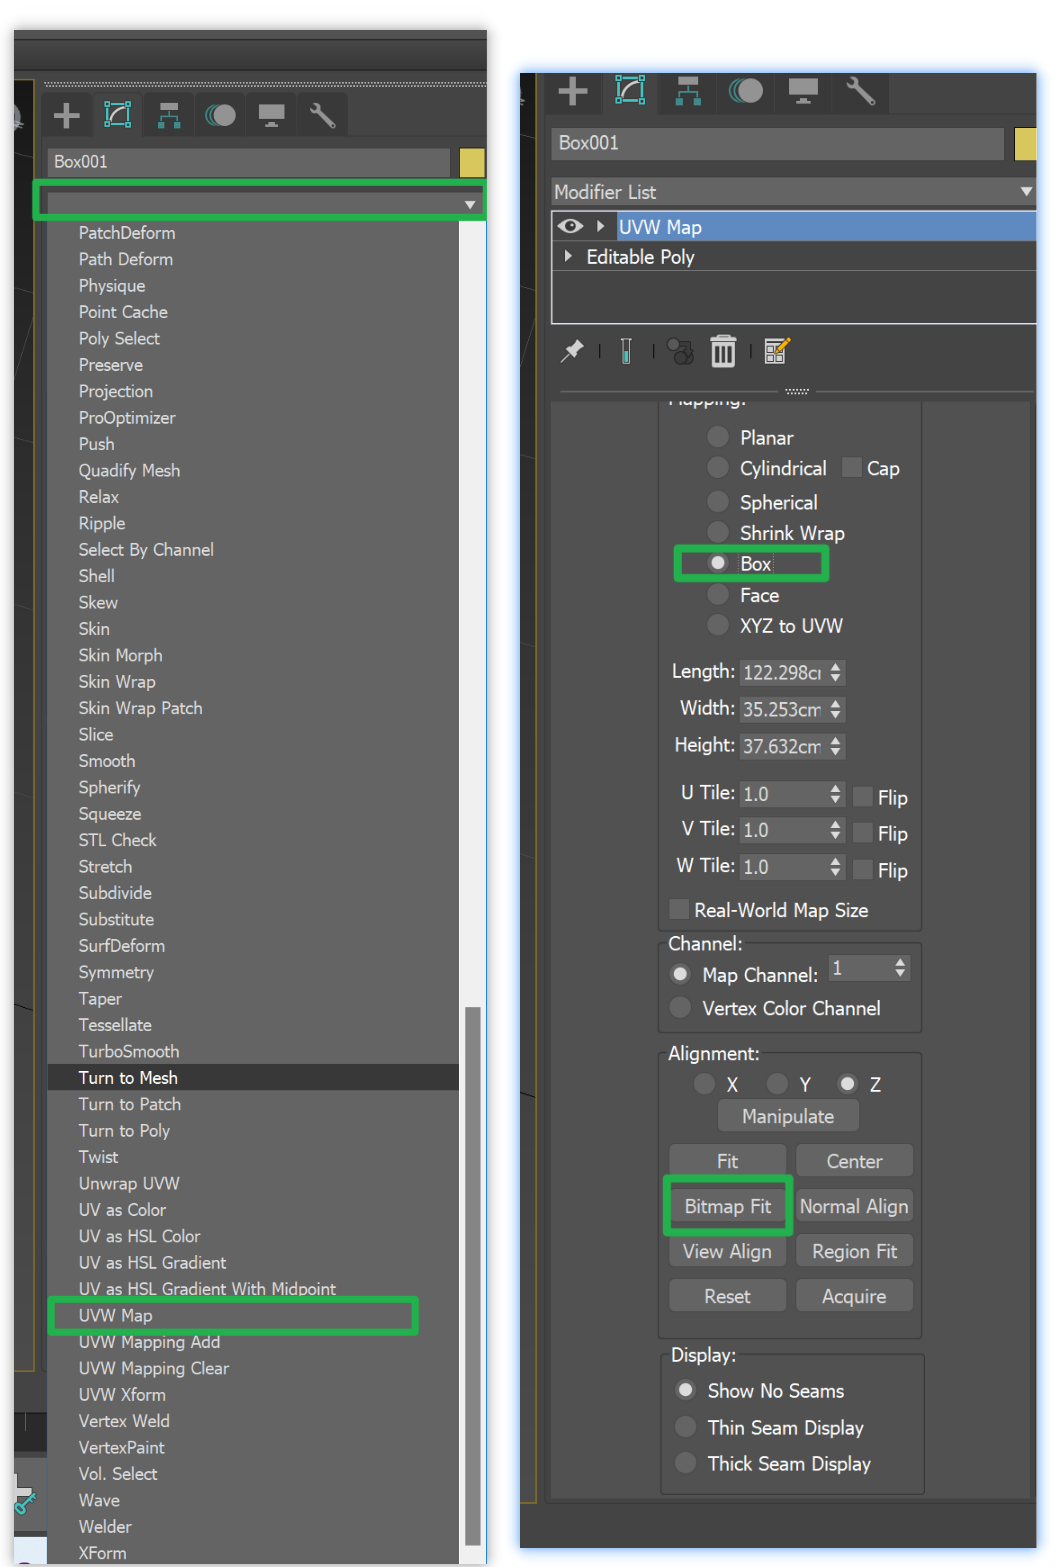 Box001
PatchDeform
Path Deform
Physique
Point Cache
Poly Select
Preserve
Projection
ProOptimizer
Push
Quadify Mesh
Relax
Ripple
Select By Channel
Shell
Skew
Skin
Skin Morph
Skin Wrap
Skin Wrap Patch
Slice
Smooth
Spherify
Squeeze
STL Check
Stretch
Subdivide
Substitute
SurfDeform
Symmetry
Taper
Tessellate
TurboSmooth
Turn to Mesh
Turn to Patch
Turn to Poly
Twist
Unwrap UVW
UV as Color
UV as HSL Color
UV as HSL Gradient
UV as HSL Gradient With Midpoint
UVW Map
UVW Mapping Add
UVW Mapping Clear
UVW Xform
Vertex Weld
VertexPaint
Vol. Select
Wave
Welder
XForm
Box001
Modifier List
UVW Map
Editable Poly
Mapping:
Planar
Cylindrical Cap
Spherical
Shrink Wrap
Box
Face
XYZ to UVW
Length: 122.298c
Width: 35.253cm
Height: 37.632cm
U Tile: 1.0 Flip
V Tile: 1.0 Flip
W Tile: 1.0 Flip
Real-World Map Size
Channel:
Map Channel: 1
Vertex Color Channel
Alignment:
X Y Z
Manipulate
Fit Center
Bitmap Fit Normal Align
View Align Region Fit
Reset Acquire
Display:
Show No Seams
Thin Seam Display
Thick Seam Display